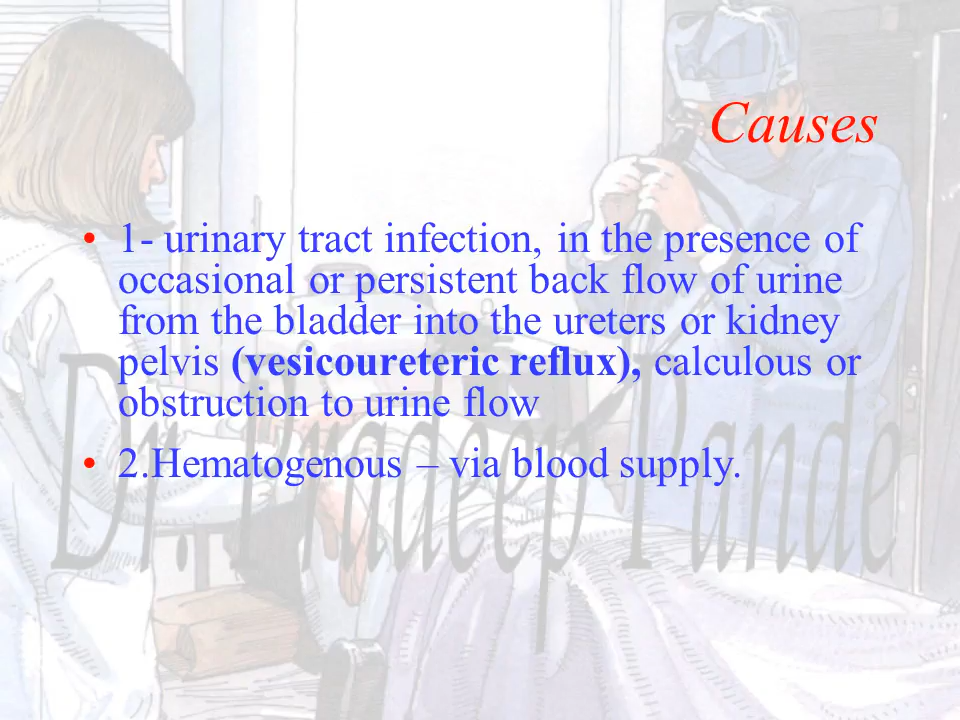 Causes
• 1- urinary tract infection, in the presence of
occasional or persistent back flow of urine
from the bladder into the ureters or kidney
pelvis (vesicoureteric reflux), calculous or
obstruction to urine flow
• 2.Hematogenous – via blood supply.
Dr. Pradeep Pande